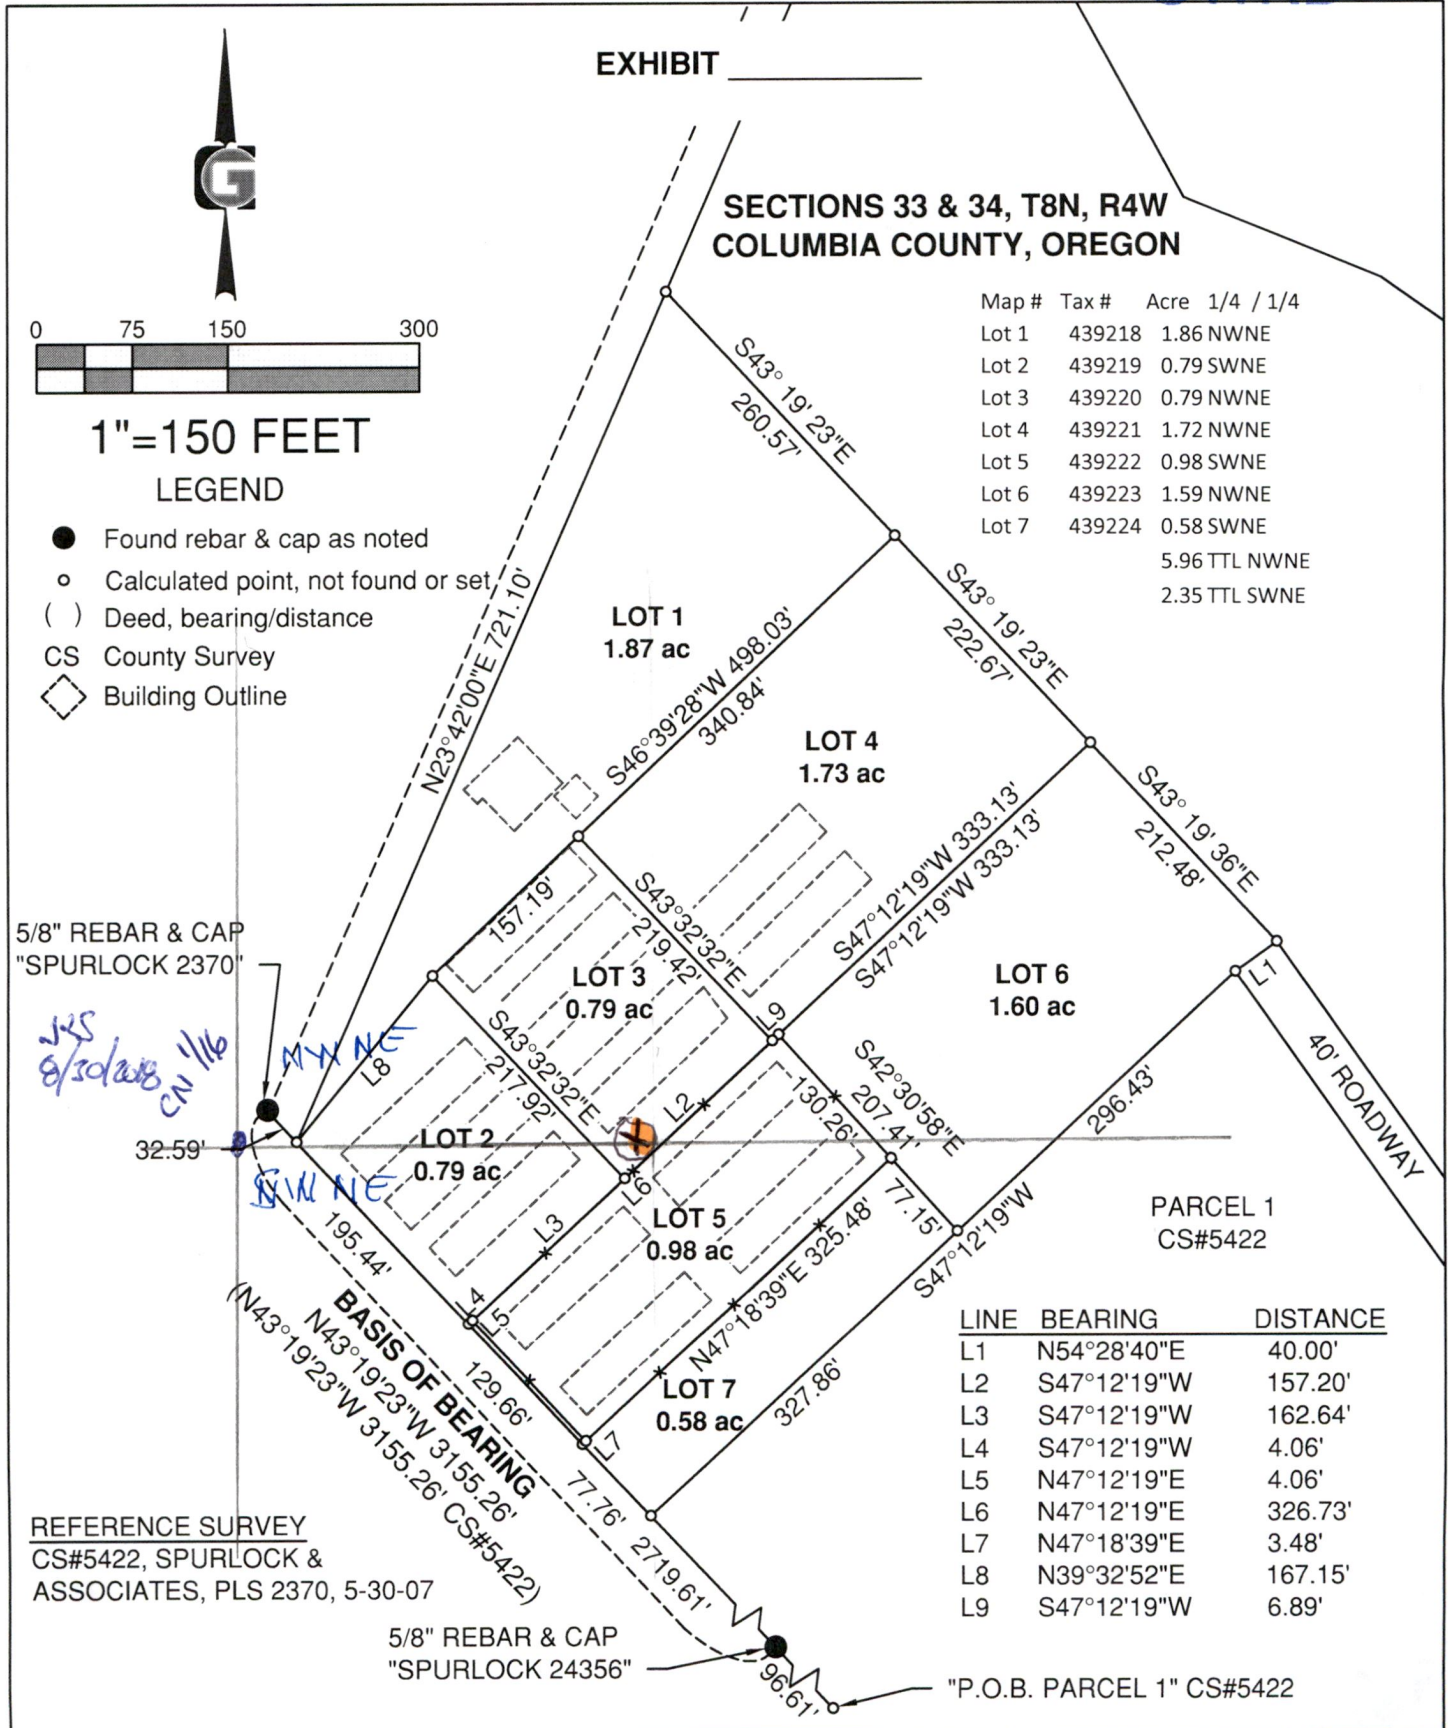 EXHIBIT
SECTIONS 33 & 34, T8N, R4W
COLUMBIA COUNTY, OREGON
Map # Tax # Acre 1/4 / 1/4
Lot 1 439218 1.86 NWNE
Lot 2 439219 0.79 SWNE
Lot 3 439220 0.79 NWNE
Lot 4 439221 1.72 NWNE
Lot 5 439222 0.98 SWNE
Lot 6 439223 1.59 NWNE
Lot 7 439224 0.58 SWNE
5.96 TTL NWNE
2.35 TTL SWNE
G
0 75 150 300
1"=150 FEET
LEGEND
Found rebar & cap as noted
Calculated point, not found or set
( ) Deed, bearing/distance
CS County Survey
Building Outline
N23°42'00"E 721.10'
S43° 19' 23"E
260.57'
S43° 19' 23"E
222.67'
S43° 19' 36"E
212.48'
LOT 1
1.87 ac
S46°39'28"W 498.03'
340.84'
LOT 4
1.73 ac
S47°12'19"W 333.13'
S47°12'19"W 333.13'
157.19'
S43°32'32"E
219.42'
LOT 3
0.79 ac
LOT 6
1.60 ac
L1
L9
40' ROADWAY
5/8" REBAR & CAP
"SPURLOCK 2370"
8/30/2018
CN 1/16
NW NE
L8
S43°32'32"E
217.92'
L2
130.26'
S42°30'58"E
207.41'
296.43'
32.59'
LOT 2
0.79 ac
NE
L6
77.15'
S47°12'19"W
PARCEL 1
CS#5422
195.44'
L3
LOT 5
0.98 ac
N47°18'39"E 325.48'
L4
L5
BASIS OF BEARING
N43°19'23"W 3155.26'
(N43°19'23"W 3155.26' CS#5422)
129.66'
L7
LOT 7
0.58 ac
327.86'
77.76'
2719.61'
LINE BEARING DISTANCE
L1 N54°28'40"E 40.00'
L2 S47°12'19"W 157.20'
L3 S47°12'19"W 162.64'
L4 S47°12'19"W 4.06'
L5 N47°12'19"E 4.06'
L6 N47°12'19"E 326.73'
L7 N47°18'39"E 3.48'
L8 N39°32'52"E 167.15'
L9 S47°12'19"W 6.89'
REFERENCE SURVEY
CS#5422, SPURLOCK &
ASSOCIATES, PLS 2370, 5-30-07
5/8" REBAR & CAP
"SPURLOCK 24356"
96.61'
"P.O.B. PARCEL 1" CS#5422